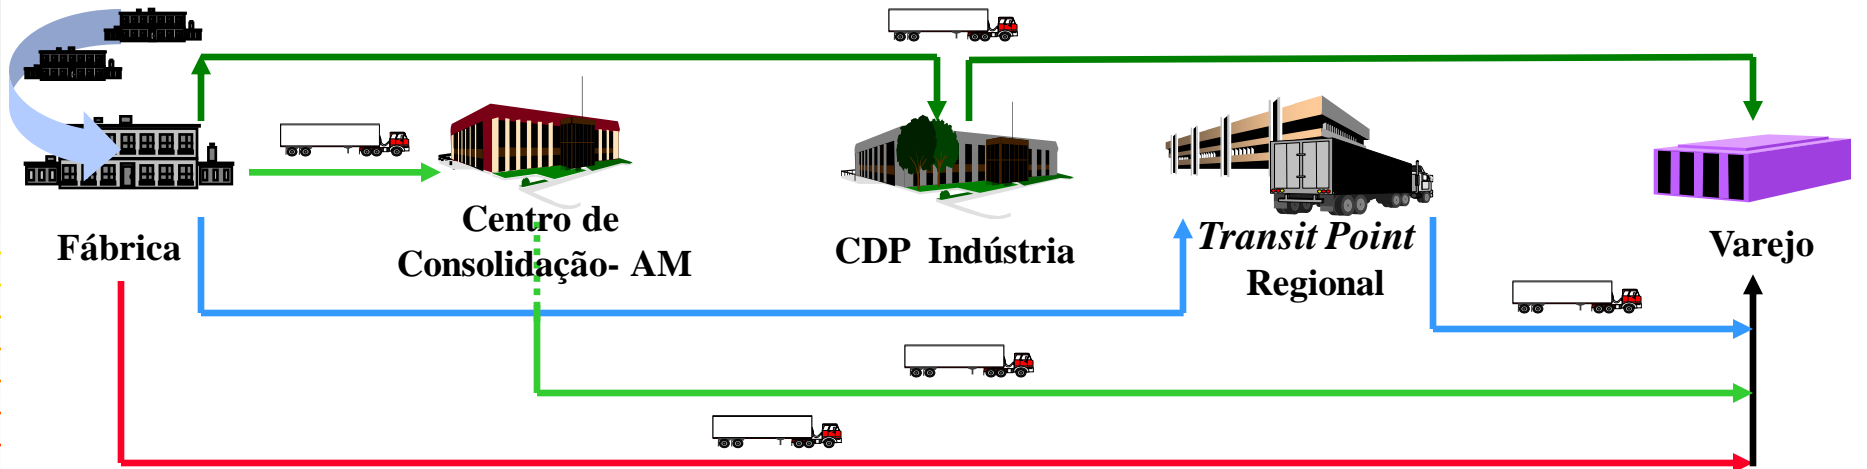 Fábrica
Centro de
Consolidação- AM
CDP Indústria
Transit Point
Regional
Varejo